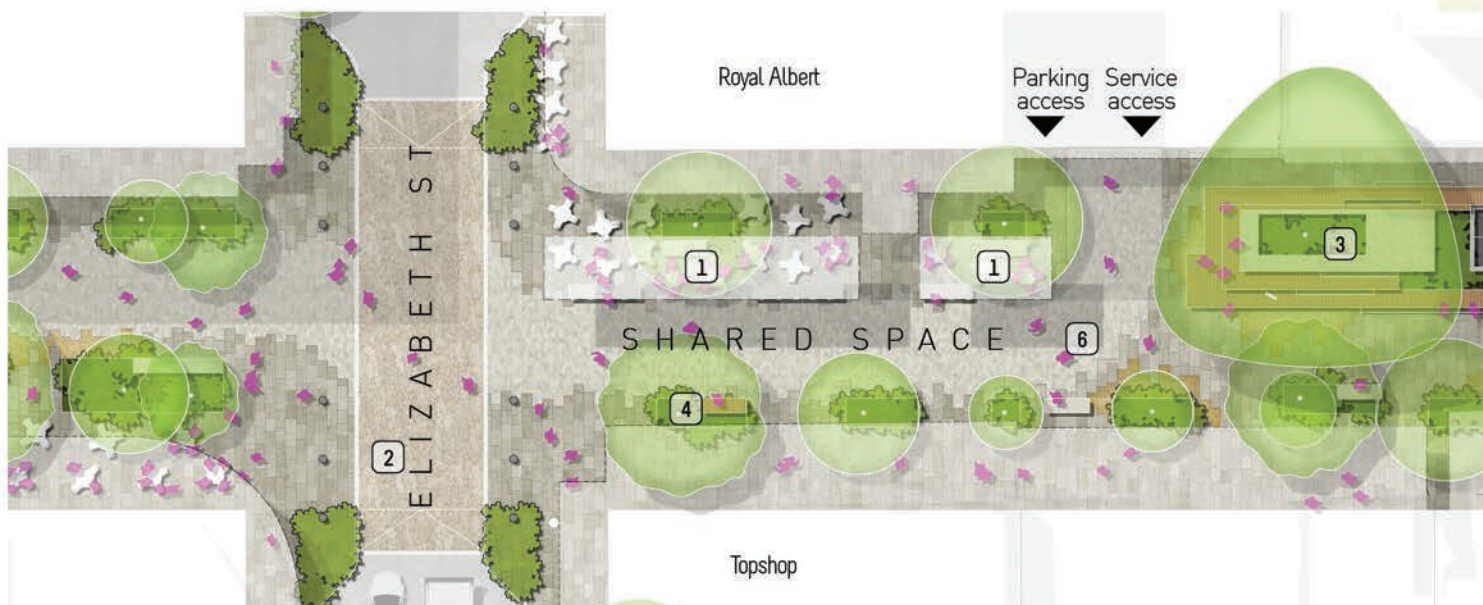 Royal Albert
Parking
access
Service
access
ELIZABETH ST
1
1
3
SHARED SPACE
6
4
2
Topshop